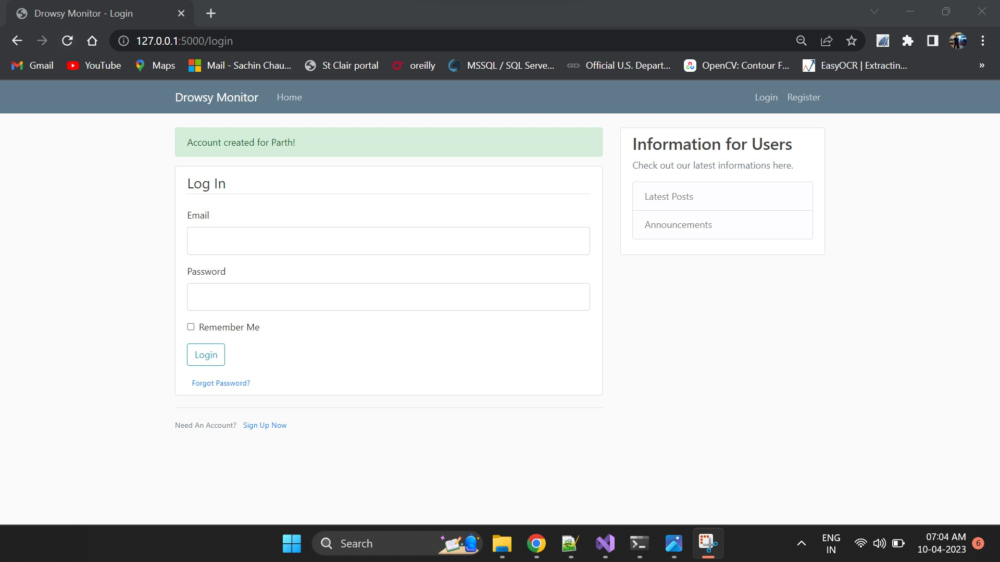 Drowsy Monitor - Login
127.0.0.1:5000/login
Gmail YouTube Maps Mail - Sachin Chau... St Clair portal oreilly MSSQL / SQL Serve... GD Official U.S. Depart... OpenCV: Contour F... EasyOCR | Extractin... »
Drowsy Monitor Home Login Register
Account created for Parth!
Log In
Email
Password
Remember Me
Login
Forgot Password?
Need An Account? Sign Up Now
Information for Users
Check out our latest informations here.
Latest Posts
Announcements
Search
ENG
IN
07:04 AM
10-04-2023
6